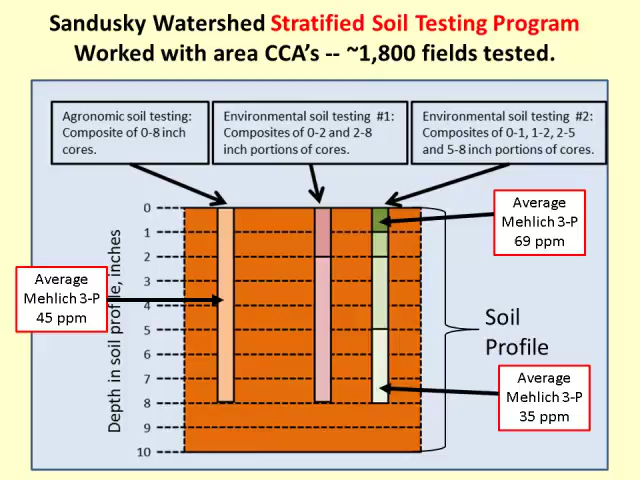 Sandusky Watershed Stratified Soil Testing Program
Worked with area CCA's -- ~1,800 fields tested.
Agronomic soil testing:
Composite of 0-8 inch
cores.
Environmental soil testing #1:
Composites of 0-2 and 2-8
inch portions of cores.
Environmental soil testing #2:
Composites of 0-1, 1-2, 2-5
and 5-8 inch portions of cores.
Depth in soil profile, inches
0
1
2
3
4
5
6
7
8
9
10
Average
Mehlich 3-P
45 ppm
Average
Mehlich 3-P
69 ppm
Soil
Profile
Average
Mehlich 3-P
35 ppm